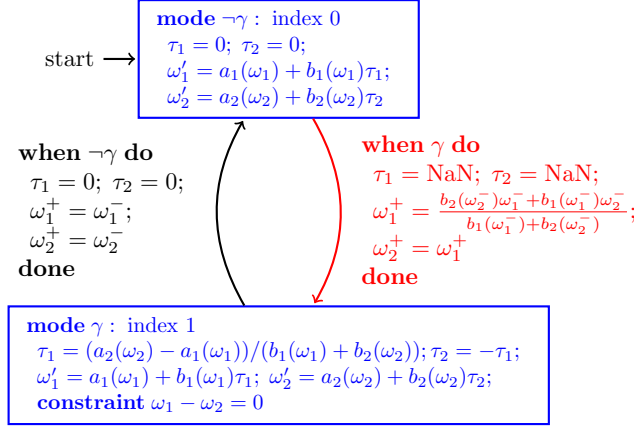 mode ¬γ : index 0
τ₁ = 0; τ₂ = 0;
ω₁′ = a₁(ω₁) + b₁(ω₁)τ₁;
ω₂′ = a₂(ω₂) + b₂(ω₂)τ₂
start
when ¬γ do
τ₁ = 0; τ₂ = 0;
ω₁⁺ = ω₁⁻;
ω₂⁺ = ω₂⁻
done
when γ do
τ₁ = NaN; τ₂ = NaN;
ω₁⁺ = (b₂(ω₂⁻)ω₁⁻+b₁(ω₁⁻)ω₂⁻)/(b₁(ω₁⁻)+b₂(ω₂⁻));
ω₂⁺ = ω₁⁺
done
mode γ : index 1
τ₁ = (a₂(ω₂) − a₁(ω₁))/(b₁(ω₁) + b₂(ω₂)); τ₂ = −τ₁;
ω₁′ = a₁(ω₁) + b₁(ω₁)τ₁; ω₂′ = a₂(ω₂) + b₂(ω₂)τ₂;
constraint ω₁ − ω₂ = 0